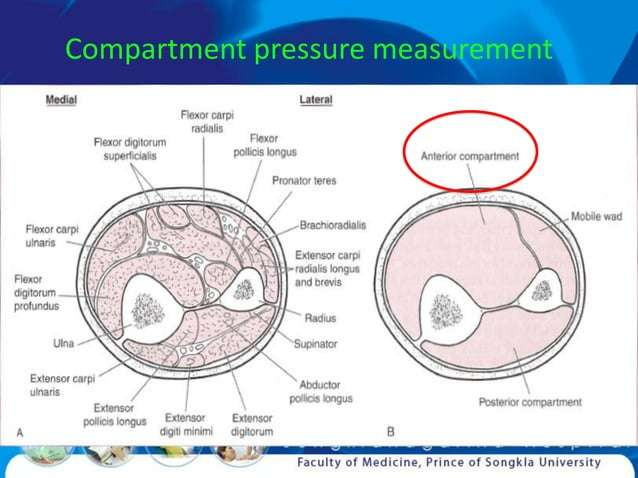 Compartment pressure measurement
Medial
Lateral
Flexor carpi
radialis
Flexor digitorum
superficialis
Flexor
pollicis longus
Pronator teres
Brachioradialis
Flexor carpi
ulnaris
Extensor carpi
radialis longus
and brevis
Flexor
digitorum
profundus
Radius
Ulna
Supinator
Extensor carpi
ulnaris
Abductor
pollicis longus
Extensor
pollicis longus
Extensor
digiti minimi
Extensor
digitorum
A
Anterior compartment
Mobile wad
Posterior compartment
B
Faculty of Medicine, Prince of Songkla University